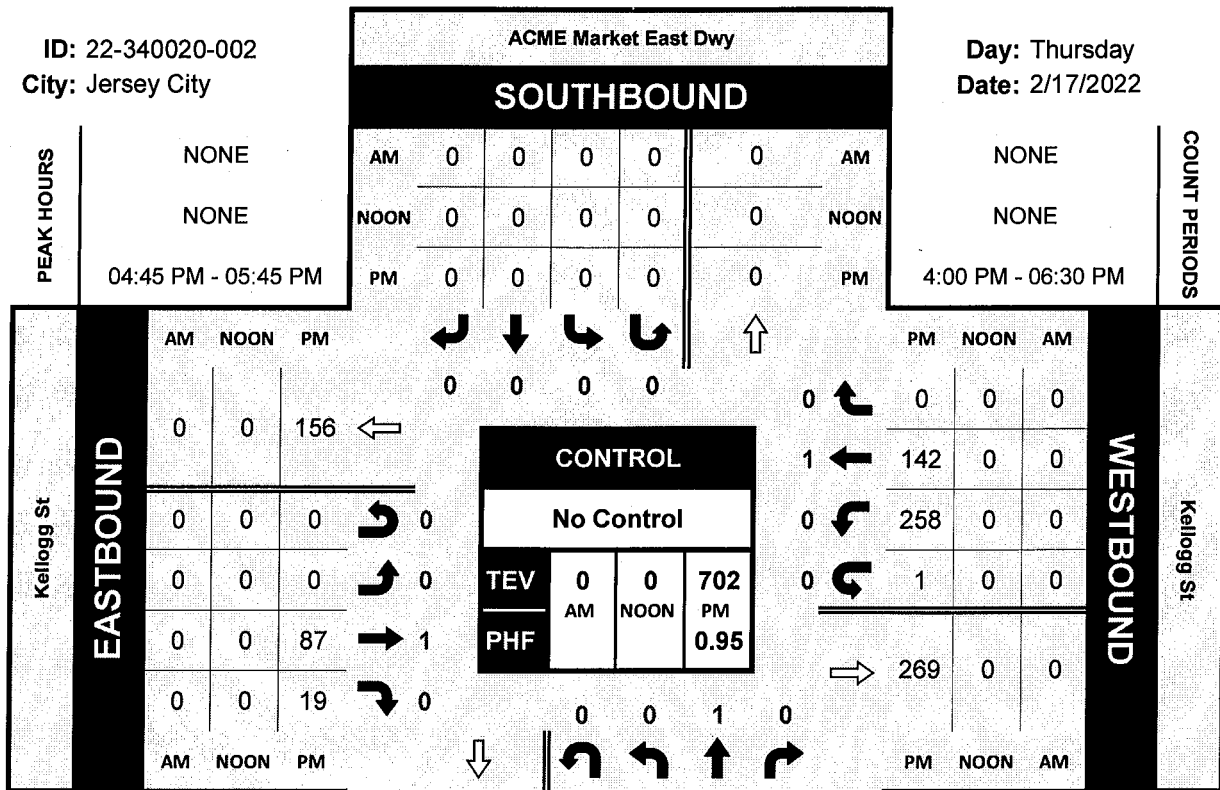 ACME Market East Dwy
ID: 22-340020-002
Day: Thursday
City: Jersey City
Date: 2/17/2022
SOUTHBOUND
PEAK HOURS
NONE
AM 0 0 0 0 0 AM
NONE
COUNT PERIODS
NONE
NOON 0 0 0 0 0 NOON
NONE
04:45 PM - 05:45 PM
PM 0 0 0 0 0 PM
4:00 PM - 06:30 PM
AM NOON PM
PM NOON AM
0 0 0 0
Kellogg St
EASTBOUND
0 0 156
0 0 0 0
0 0 0 0
0 0 87 1
0 0 19 0
AM NOON PM
CONTROL
No Control
TEV 0 0 702
AM NOON PM
PHF 0.95
0 0 0 0
1 142 0 0
0 258 0 0
0 1 0 0
269 0 0
WESTBOUND
Kellogg St
0 0 1 0
PM NOON AM